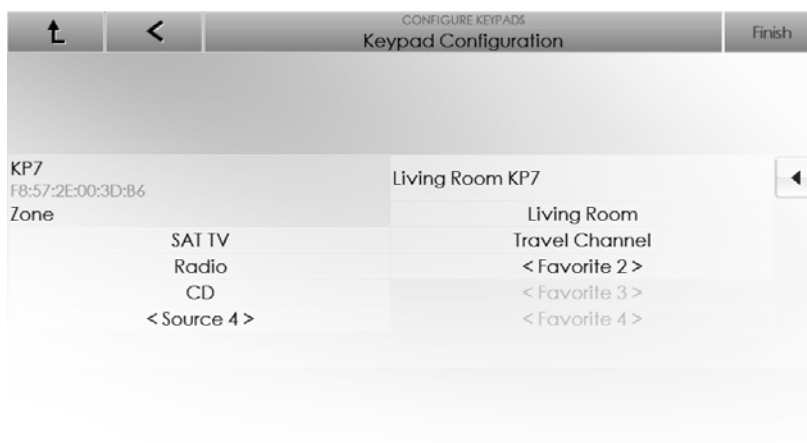 CONFIGURE KEYPADS
Keypad Configuration
Finish
KP7
F8:57:2E:00:3D:B6
Living Room KP7
Zone
Living Room
SAT TV
Travel Channel
Radio
< Favorite 2 >
CD
< Favorite 3 >
< Source 4 >
< Favorite 4 >